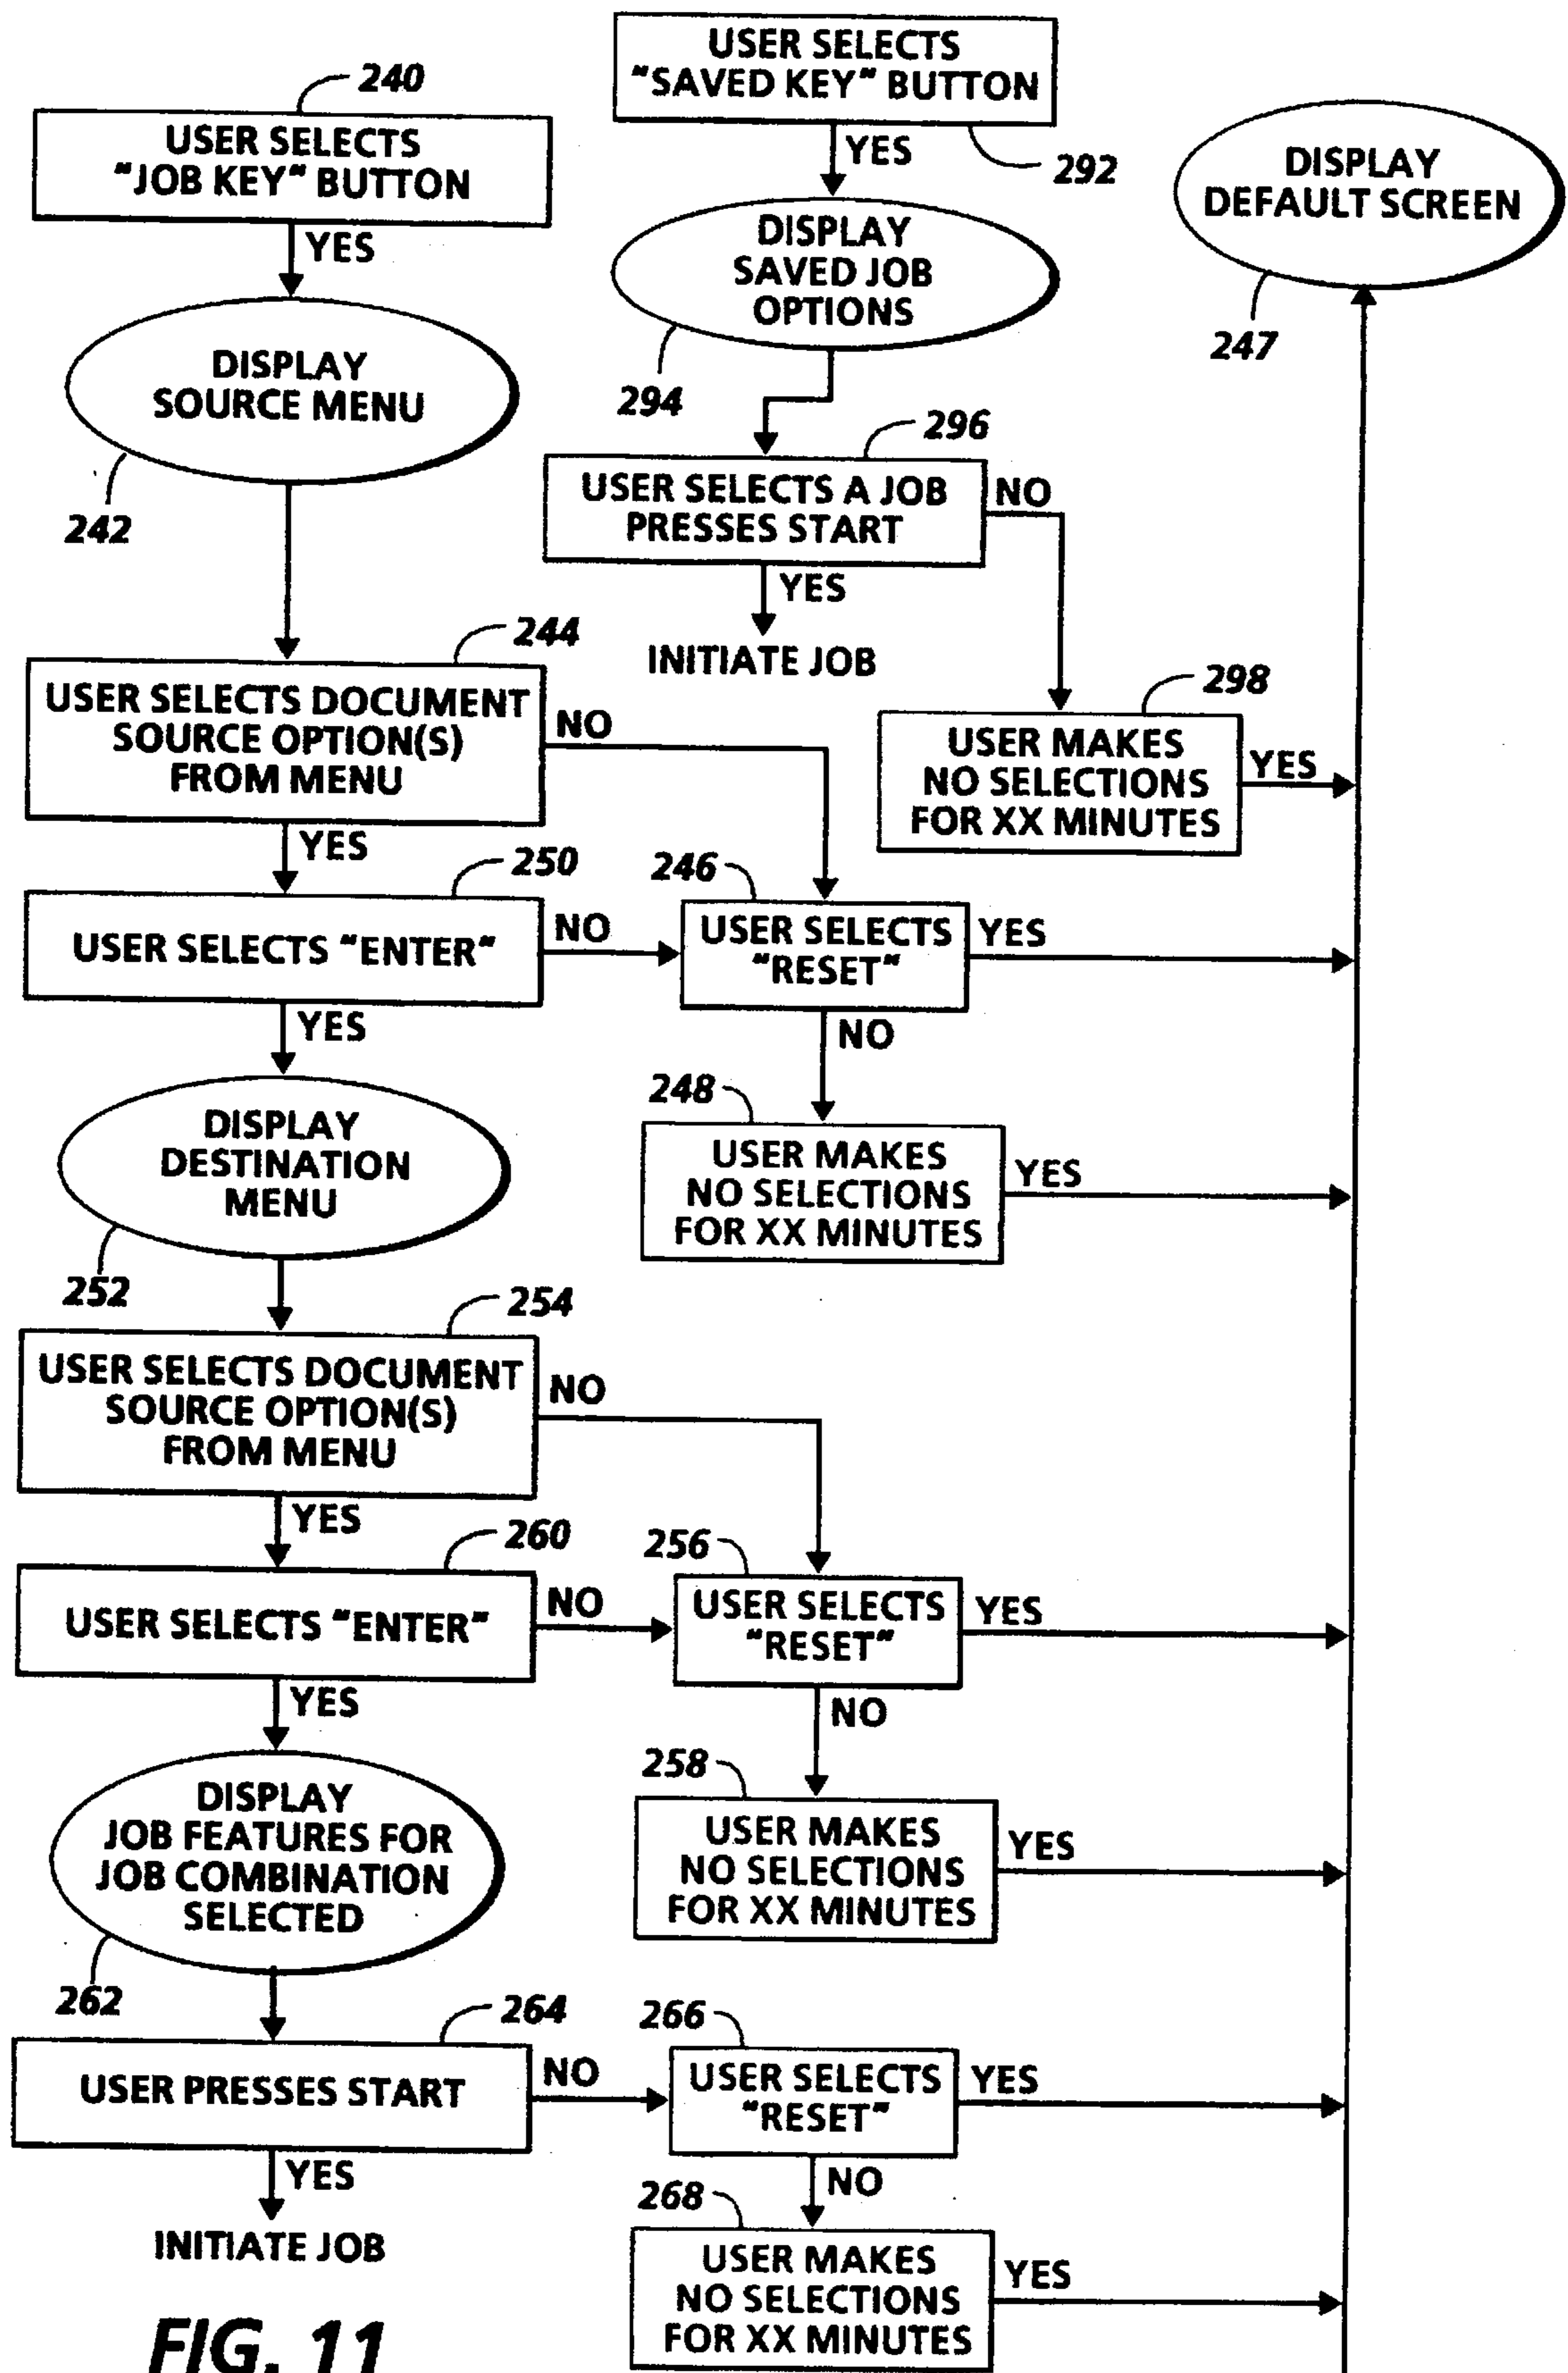 240
USER SELECTS
"JOB KEY" BUTTON
YES
DISPLAY
SOURCE MENU
242
244
USER SELECTS DOCUMENT
SOURCE OPTION(S)
FROM MENU
NO
YES
250
USER SELECTS "ENTER"
NO
YES
DISPLAY
DESTINATION
MENU
252
254
USER SELECTS DOCUMENT
SOURCE OPTION(S)
FROM MENU
NO
YES
260
USER SELECTS "ENTER"
NO
YES
DISPLAY
JOB FEATURES FOR
JOB COMBINATION
SELECTED
262
264
USER PRESSES START
NO
YES
INITIATE JOB
USER SELECTS
"SAVED KEY" BUTTON
292
YES
DISPLAY
SAVED JOB
OPTIONS
294
296
USER SELECTS A JOB
PRESSES START
NO
YES
INITIATE JOB
298
USER MAKES
NO SELECTIONS
FOR XX MINUTES
YES
246
USER SELECTS
"RESET"
YES
NO
248
USER MAKES
NO SELECTIONS
FOR XX MINUTES
YES
256
USER SELECTS
"RESET"
YES
NO
258
USER MAKES
NO SELECTIONS
FOR XX MINUTES
YES
266
USER SELECTS
"RESET"
YES
NO
268
USER MAKES
NO SELECTIONS
FOR XX MINUTES
YES
DISPLAY
DEFAULT SCREEN
247
FIG. 11